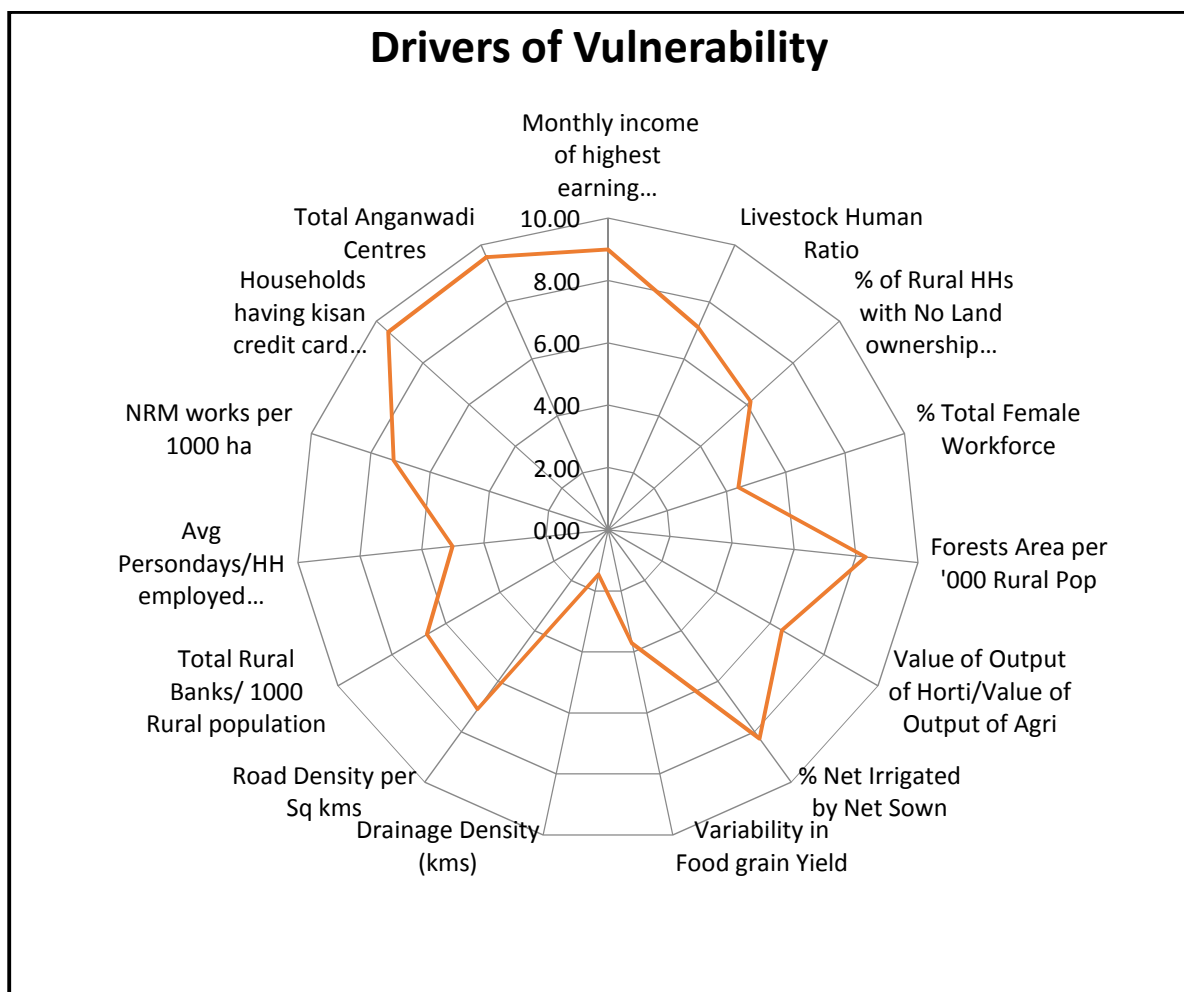 Drivers of Vulnerability
Monthly income
of highest
earning...
Livestock Human
Ratio
% of Rural HHs
with No Land
ownership...
% Total Female
Workforce
Forests Area per
'000 Rural Pop
Value of Output
of Horti/Value of
Output of Agri
% Net Irrigated
by Net Sown
Variability in
Food grain Yield
Drainage Density
(kms)
Road Density per
Sq kms
Total Rural
Banks/ 1000
Rural population
Avg
Persondays/HH
employed...
NRM works per
1000 ha
Households
having kisan
credit card...
Total Anganwadi
Centres
10.00
8.00
6.00
4.00
2.00
0.00